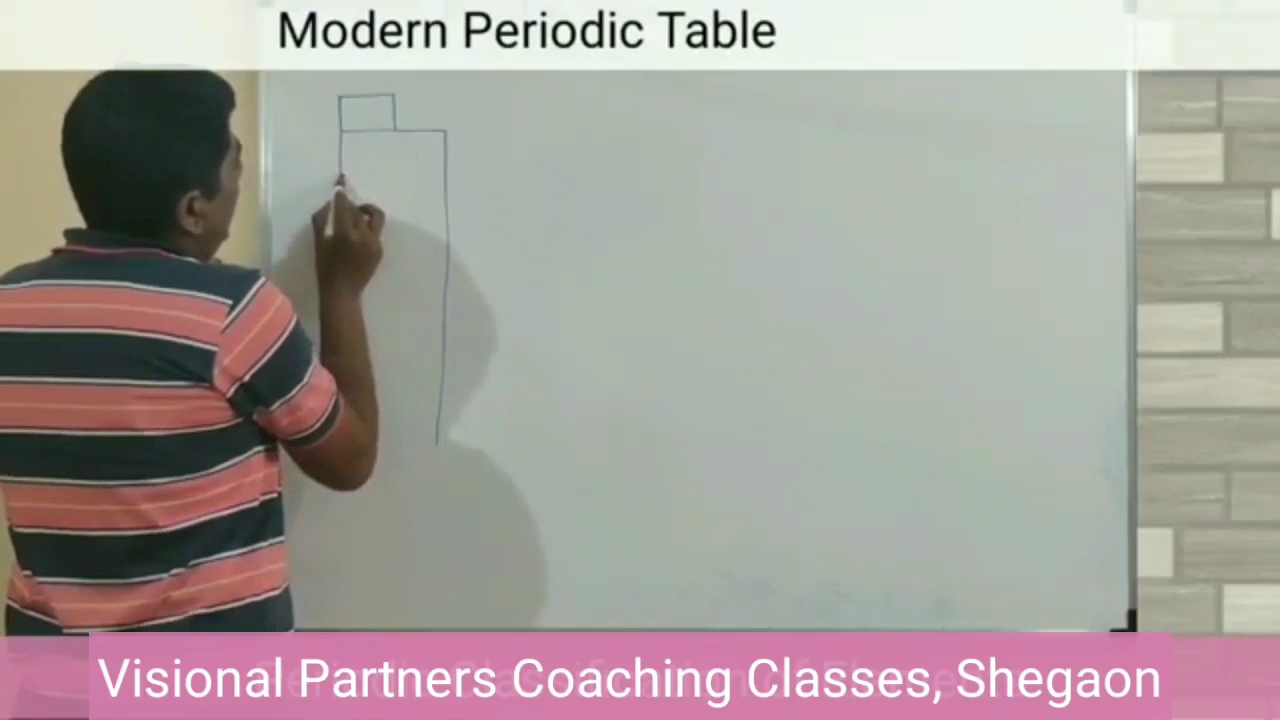 Modern Periodic Table
Visional Partners Coaching Classes, Shegaon